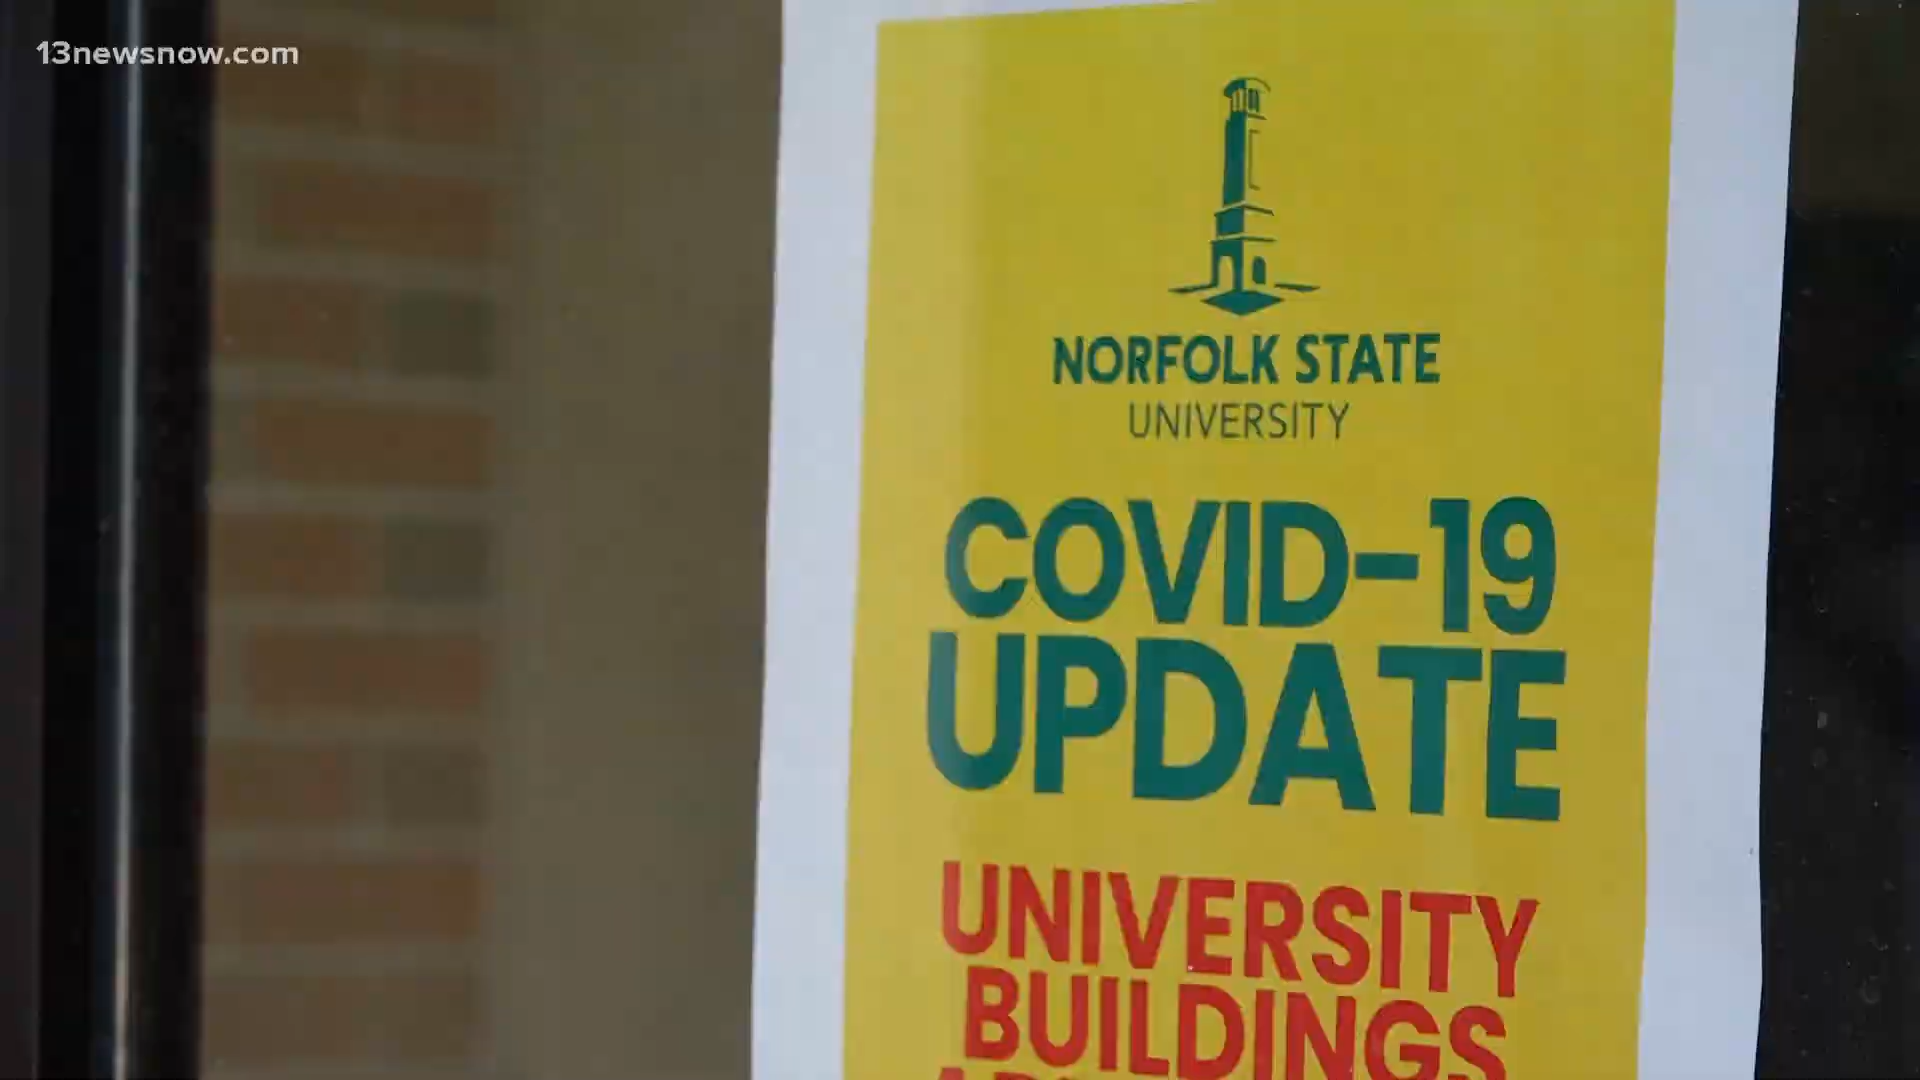 13newsnow.com
NORFOLK STATE
UNIVERSITY
COVID-19
UPDATE
UNIVERSITY
BUILDINGS